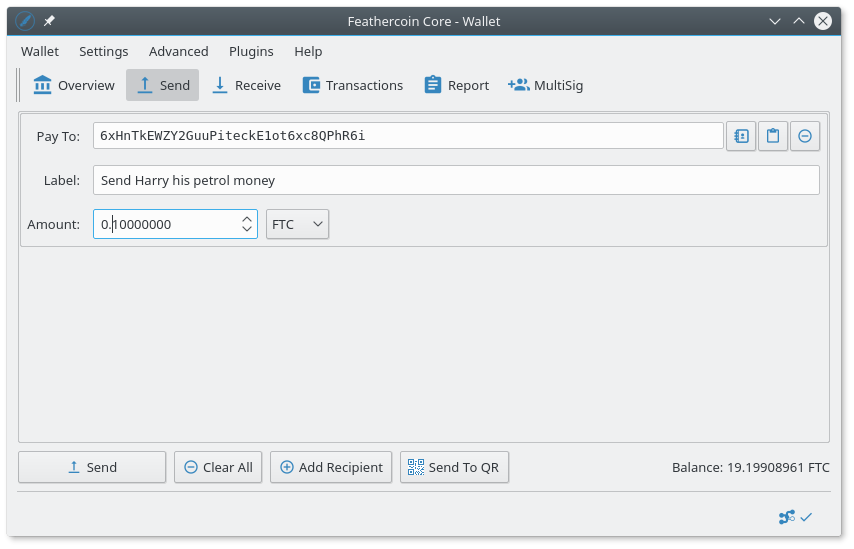 Feathercoin Core - Wallet
Wallet Settings Advanced Plugins Help
Overview Send Receive Transactions Report MultiSig
Pay To: 6xHnTkEWZY2GuuPiteckE1ot6xc8QPhR6i
Label: Send Harry his petrol money
Amount: 0.10000000 FTC
Send Clear All Add Recipient Send To QR Balance: 19.19908961 FTC